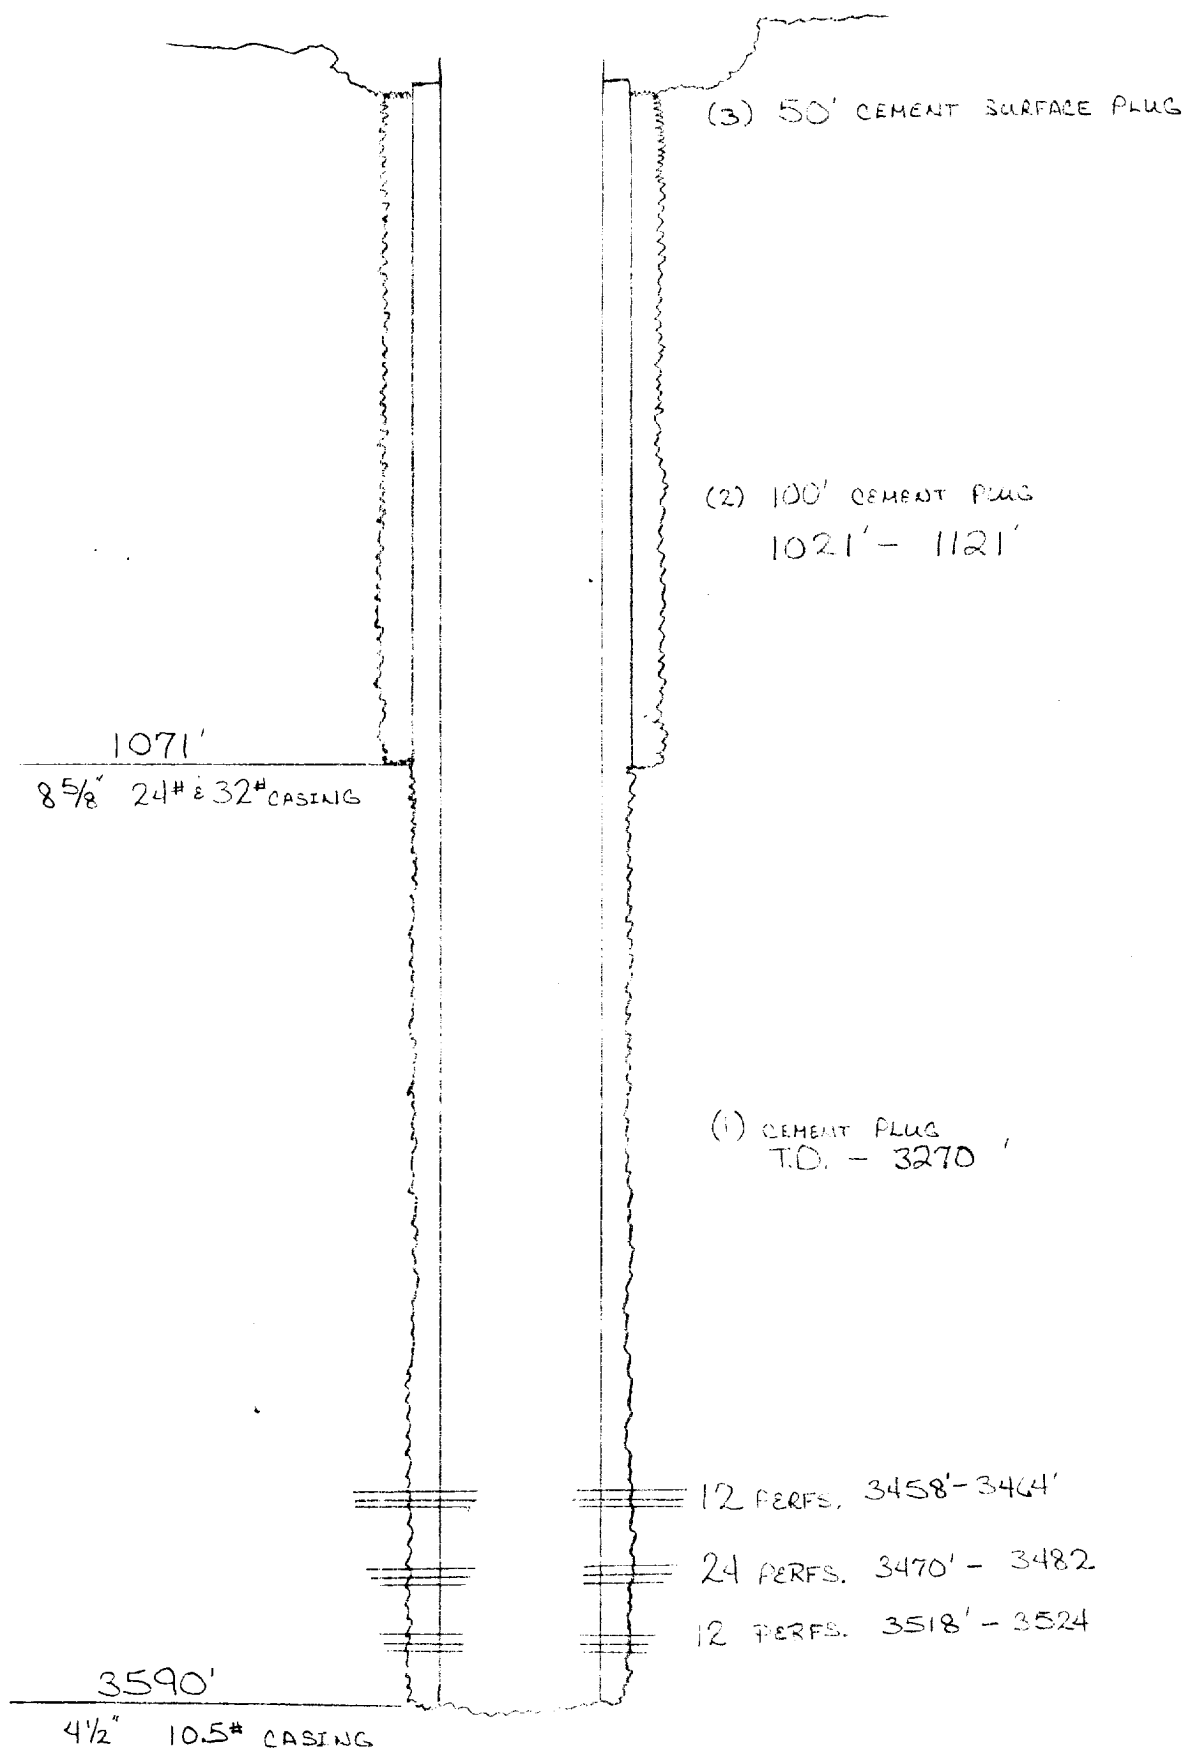 (3) 50' CEMENT SURFACE PLUG
(2) 100' CEMENT PLUG
1021' - 1121'
1071'
8 5/8" 24# & 32# CASING
(1) CEMENT PLUG
T.D. - 3270'
12 PERFS. 3458' - 3464'
24 PERFS. 3470' - 3482
12 PERFS. 3518' - 3524
3590'
4 1/2" 10.5# CASING